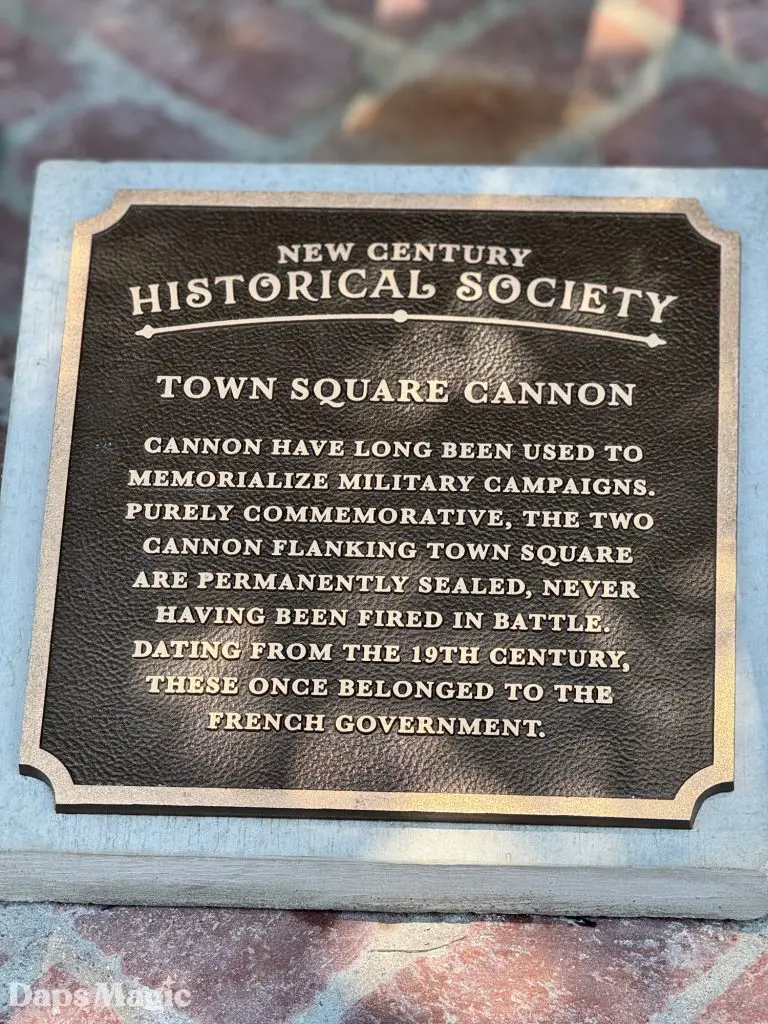 NEW CENTURY
HISTORICAL SOCIETY
TOWN SQUARE CANNON
CANNON HAVE LONG BEEN USED TO
MEMORIALIZE MILITARY CAMPAIGNS.
PURELY COMMEMORATIVE, THE TWO
CANNON FLANKING TOWN SQUARE
ARE PERMANENTLY SEALED, NEVER
HAVING BEEN FIRED IN BATTLE.
DATING FROM THE 19TH CENTURY,
THESE ONCE BELONGED TO THE
FRENCH GOVERNMENT.
DapsMagic